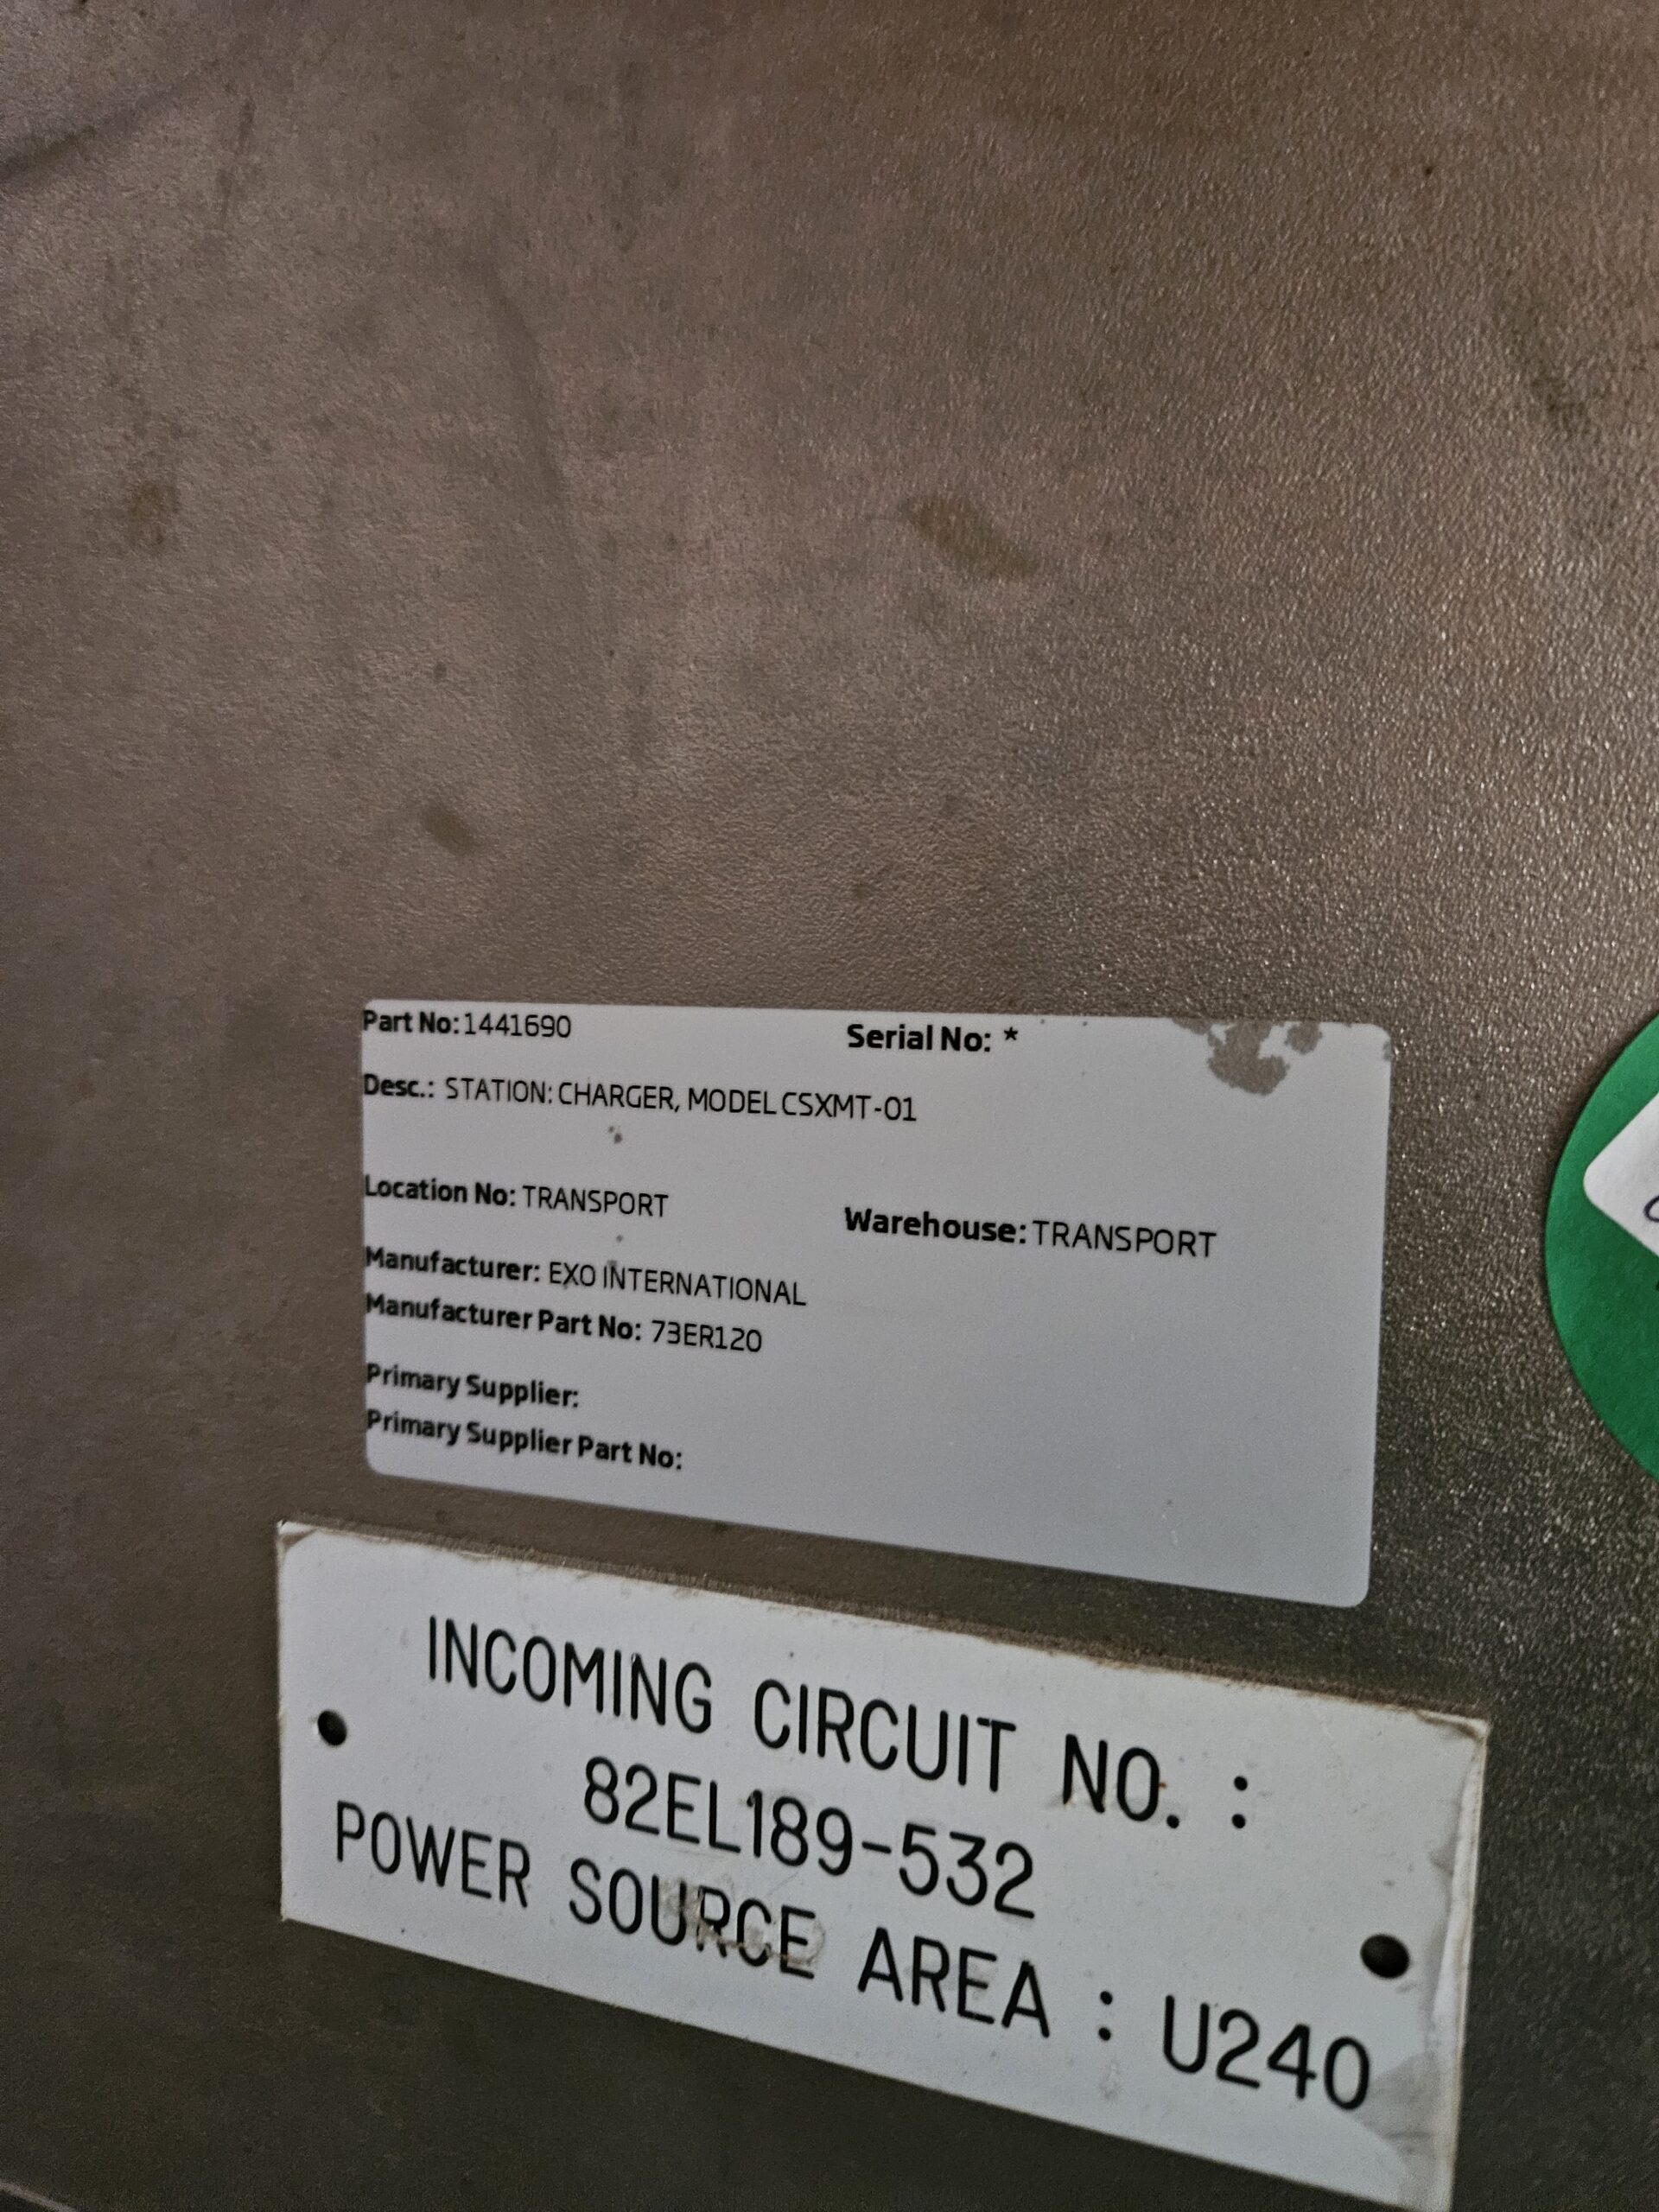 Part No: 1441690 Serial No: *
Desc.: STATION: CHARGER, MODEL CSXMT-01
Location No: TRANSPORT Warehouse: TRANSPORT
Manufacturer: EXO INTERNATIONAL
Manufacturer Part No: 73ER120
Primary Supplier:
Primary Supplier Part No:
INCOMING CIRCUIT NO. :
82EL189-532
POWER SOURCE AREA : U240